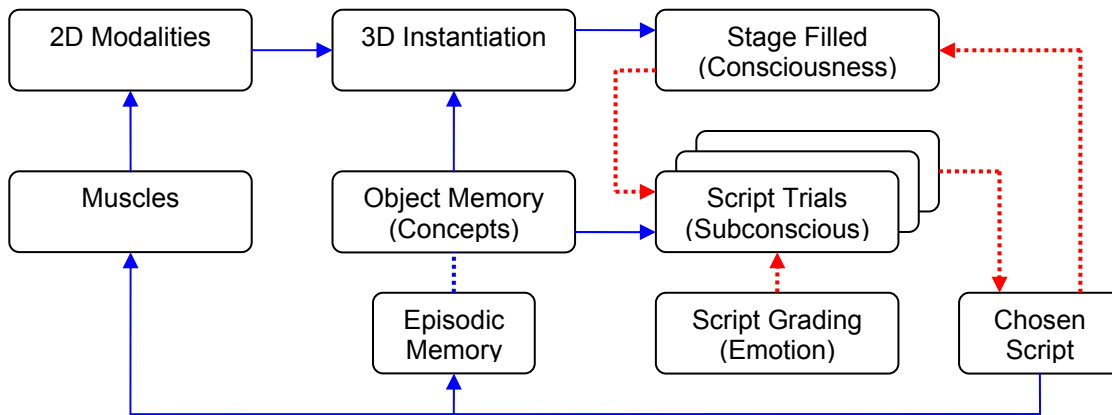 2D Modalities
3D Instantiation
Stage Filled
(Consciousness)
Muscles
Object Memory
(Concepts)
Script Trials
(Subconscious)
Episodic
Memory
Script Grading
(Emotion)
Chosen
Script